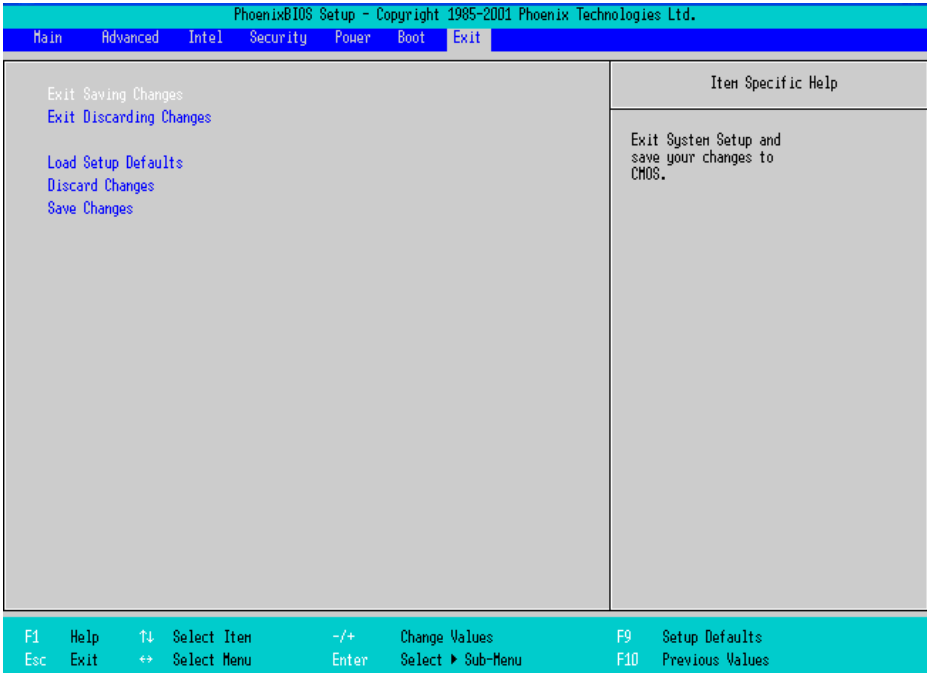 PhoenixBIOS Setup - Copyright 1985-2001 Phoenix Technologies Ltd.
Main Advanced Intel Security Power Boot Exit
Exit Saving Changes
Exit Discarding Changes
Load Setup Defaults
Discard Changes
Save Changes
Item Specific Help
Exit System Setup and
save your changes to
CMOS.
F1 Help ↑↓ Select Item -/+ Change Values F9 Setup Defaults
Esc Exit ↔ Select Menu Enter Select ▶ Sub-Menu F10 Previous Values